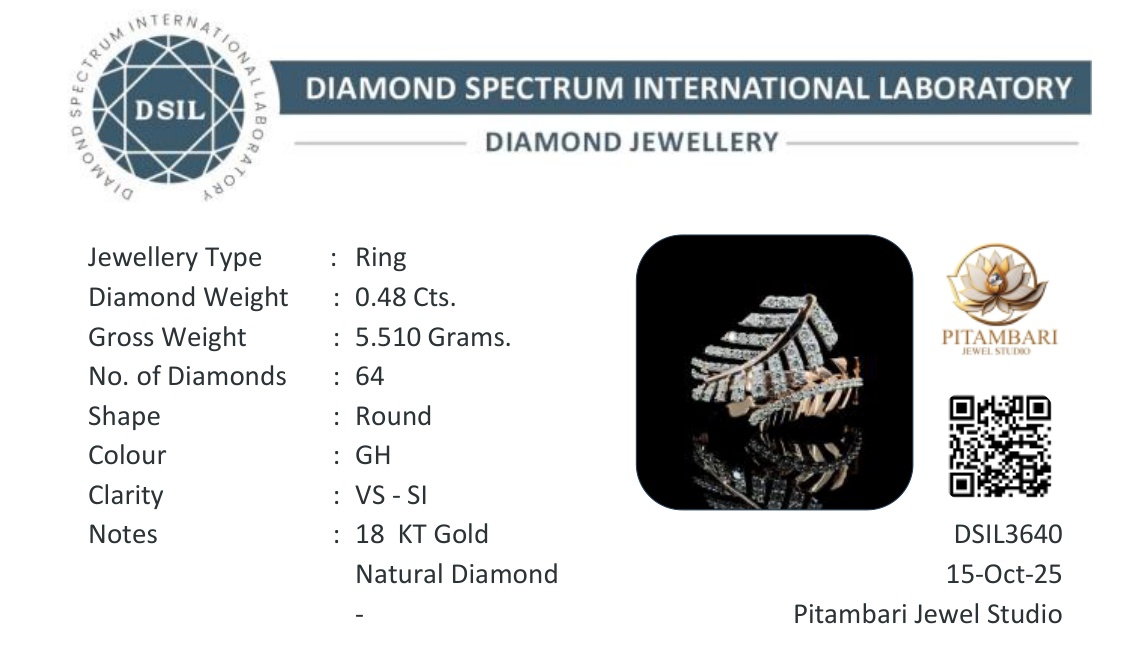 DIAMOND SPECTRUM INTERNATIONAL LABORATORY
DSIL
DIAMOND SPECTRUM INTERNATIONAL LABORATORY
DIAMOND JEWELLERY
Jewellery Type : Ring
Diamond Weight : 0.48 Cts.
Gross Weight : 5.510 Grams.
No. of Diamonds : 64
Shape : Round
Colour : GH
Clarity : VS - SI
Notes : 18 KT Gold
Natural Diamond
-
PITAMBARI
JEWEL STUDIO
DSIL3640
15-Oct-25
Pitambari Jewel Studio